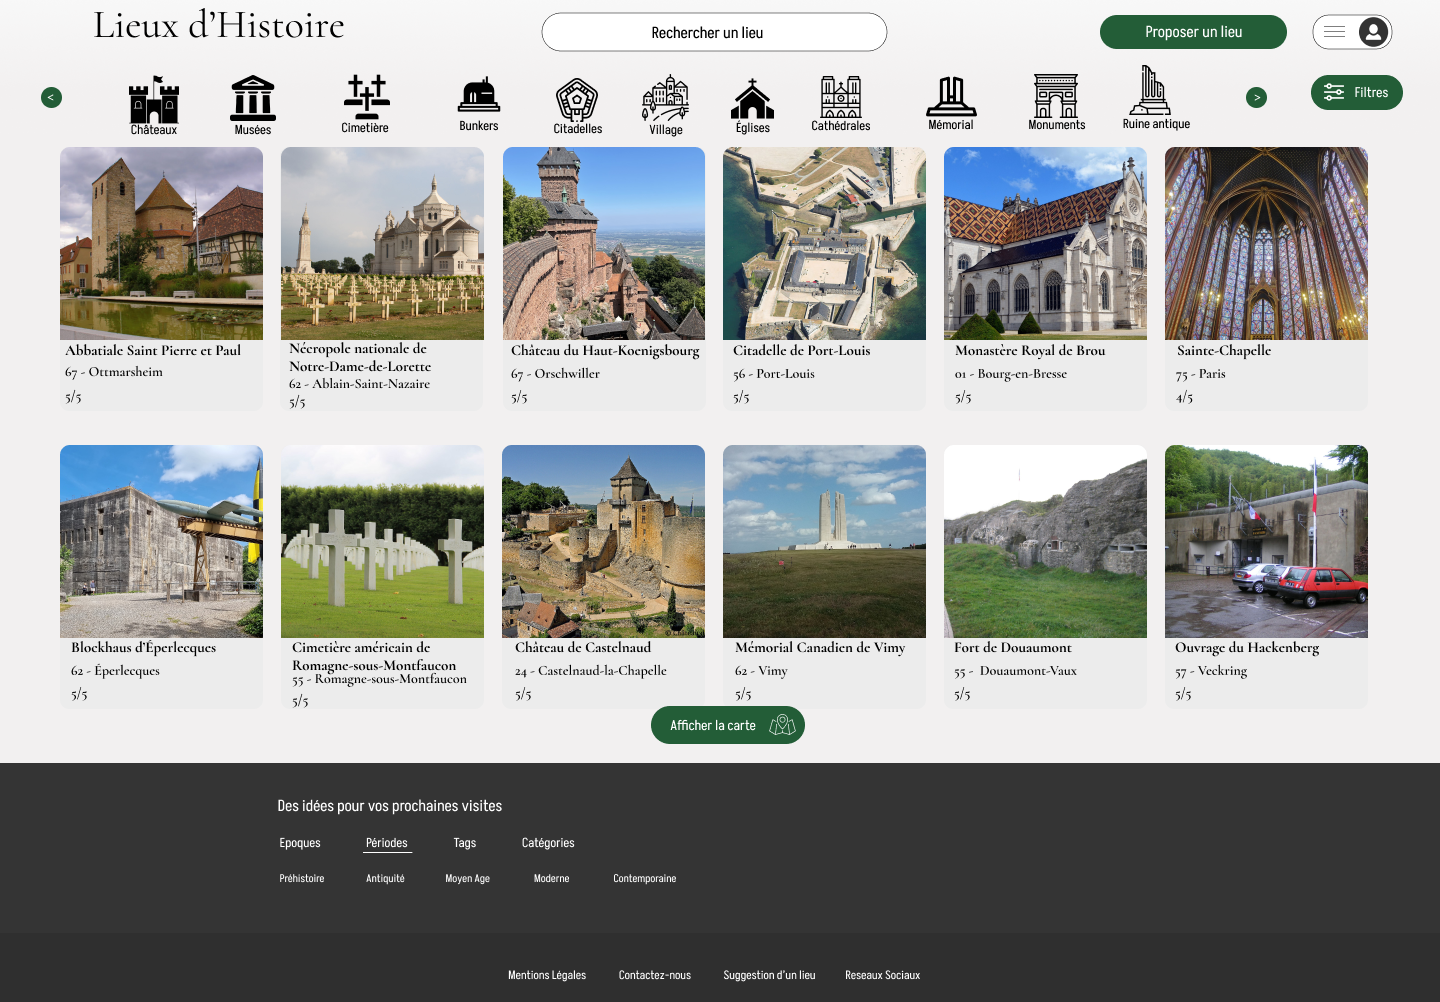 Lieux d’Histoire
Rechercher un lieu
Proposer un lieu
<
Châteaux
Musées
Cimetière
Bunkers
Citadelles
Village
Églises
Cathédrales
Mémorial
Monuments
Ruine antique
>
Filtres
Abbatiale Saint Pierre et Paul
67 - Ottmarsheim
5/5
Nécropole nationale de
Notre-Dame-de-Lorette
62 - Ablain-Saint-Nazaire
5/5
Château du Haut-Koenigsbourg
67 - Orschwiller
5/5
Citadelle de Port-Louis
56 - Port-Louis
5/5
Monastère Royal de Brou
01 - Bourg-en-Bresse
5/5
Sainte-Chapelle
75 - Paris
4/5
Blockhaus d’Éperlecques
62 - Éperlecques
5/5
Cimetière américain de
Romagne-sous-Montfaucon
55 - Romagne-sous-Montfaucon
5/5
Château de Castelnaud
24 - Castelnaud-la-Chapelle
5/5
Mémorial Canadien de Vimy
62 - Vimy
5/5
Fort de Douaumont
55 - Douaumont-Vaux
5/5
Ouvrage du Hackenberg
57 - Veckring
5/5
Afficher la carte
Des idées pour vos prochaines visites
Epoques
Périodes
Tags
Catégories
Préhistoire
Antiquité
Moyen Age
Moderne
Contemporaine
Mentions Légales
Contactez-nous
Suggestion d’un lieu
Reseaux Sociaux